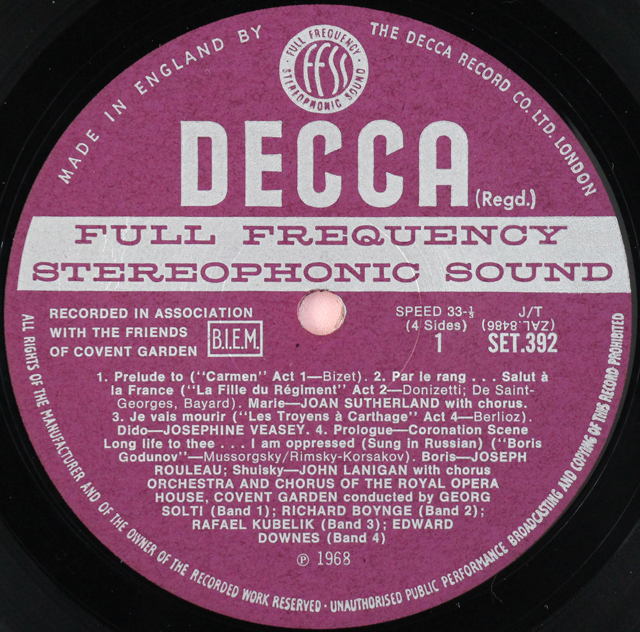 MADE IN ENGLAND BY
THE DECCA RECORD CO. LTD. LONDON
· FULL FREQUENCY · STEREOPHONIC SOUND
FFSS
DECCA
(Regd.)
FULL FREQUENCY
STEREOPHONIC SOUND
RECORDED IN ASSOCIATION
WITH THE FRIENDS
OF COVENT GARDEN
B.I.E.M.
SPEED 33-⅓
(4 Sides)
1
J/T
(ZAL.8486)
SET.392
1. Prelude to ("Carmen" Act 1—Bizet). 2. Par le rang . . . Salut à
la France ("La Fille du Régiment" Act 2—Donizetti; De Saint-
Georges, Bayard). Marie—JOAN SUTHERLAND with chorus.
3. Je vais mourir ("Les Troyens à Carthage" Act 4—Berlioz).
Dido—JOSEPHINE VEASEY. 4. Prologue—Coronation Scene
Long life to thee . . . I am oppressed (Sung in Russian) ("Boris
Godunov"—Mussorgsky/Rimsky-Korsakov). Boris—JOSEPH
ROULEAU; Shuisky—JOHN LANIGAN with chorus
ORCHESTRA AND CHORUS OF THE ROYAL OPERA
HOUSE, COVENT GARDEN conducted by GEORG
SOLTI (Band 1); RICHARD BOYNGE (Band 2);
RAFAEL KUBELIK (Band 3); EDWARD
DOWNES (Band 4)
℗ 1968
ALL RIGHTS OF THE MANUFACTURER AND OF THE OWNER OF THE RECORDED WORK RESERVED · UNAUTHORISED PUBLIC PERFORMANCE BROADCASTING AND COPYING OF THIS RECORD PROHIBITED